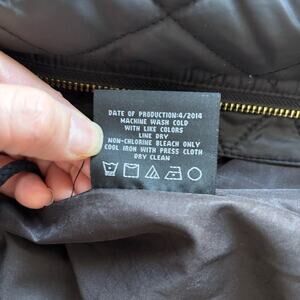 DATE OF PRODUCTION:4/2014
MACHINE WASH COLD
WITH LIKE COLORS
LINE DRY
NON-CHLORINE BLEACH ONLY
COOL IRON WITH PRESS CLOTH
DRY CLEAN